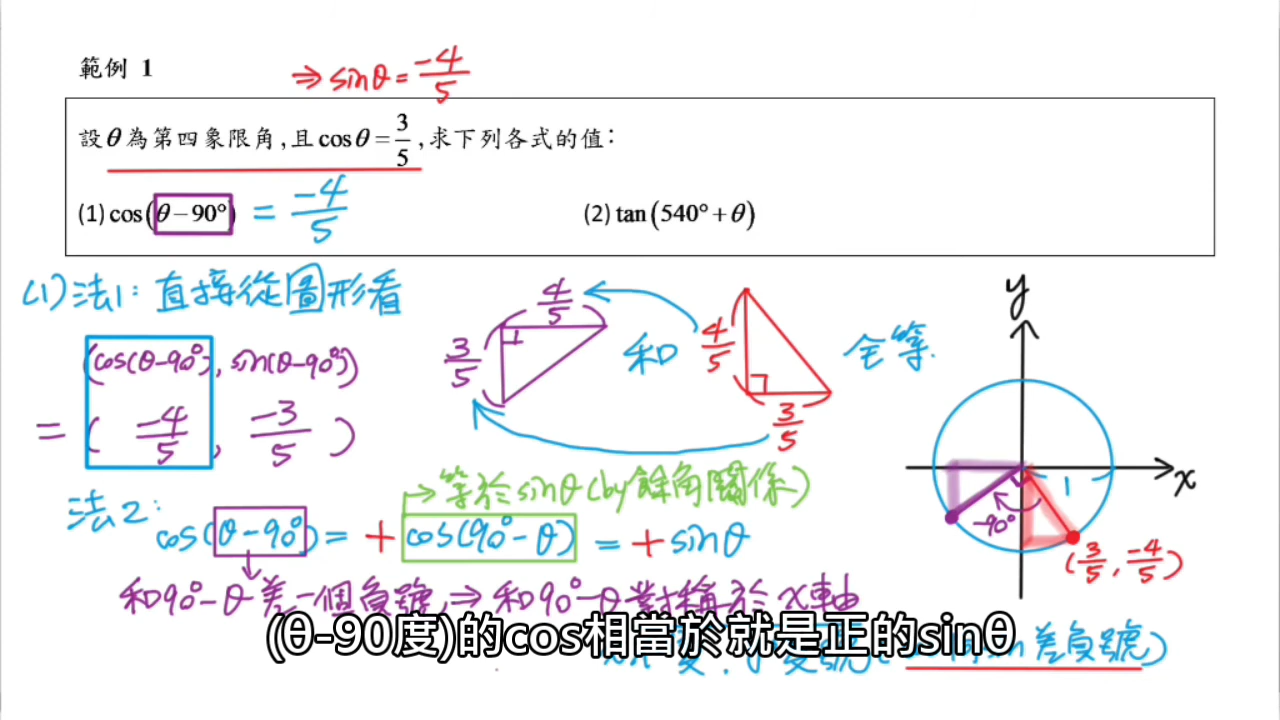 範例 1
⇒ sinθ = -4/5
設θ為第四象限角,且cosθ=3/5,求下列各式的值:
(1) cos(θ-90°) = -4/5
(2) tan(540°+θ)
(1)法1:直接從圖形看
(cos(θ-90°), sin(θ-90°))
= (-4/5, -3/5)
4/5
3/5
和
4/5
3/5
全等
y
x
1
-90°
(3/5, -4/5)
法2:
→等於sinθ(by餘角關係)
cos(θ-90°) = +cos(90°-θ) = +sinθ
和90°-θ差一個負號,⇒和90°-θ對稱於x軸
(θ-90度)的cos相當於就是正的sinθ
差負號)